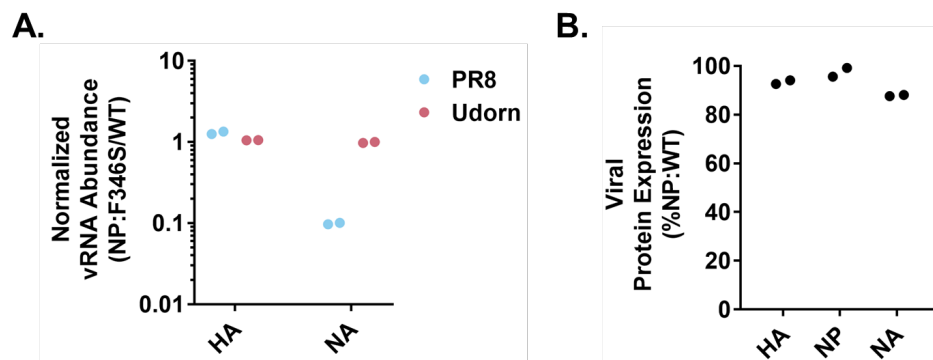 A.
Normalized
vRNA Abundance
(NP:F346S/WT)
10
1
0.1
0.01
HA
NA
PR8
Udorn
B.
Viral
Protein Expression
(%NP:WT)
100
80
60
40
20
0
HA
NP
NA